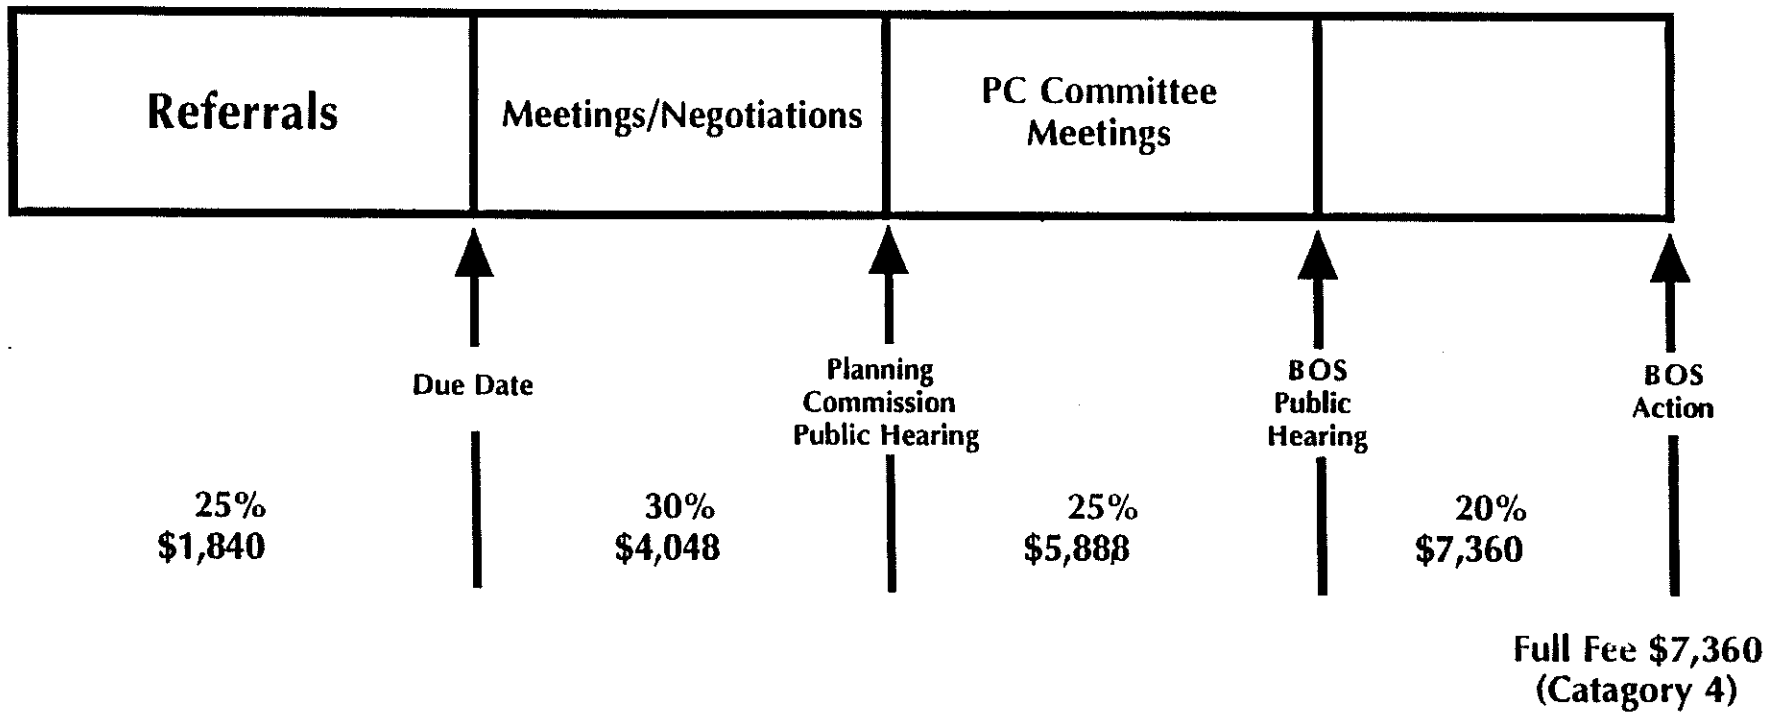 Referrals
Meetings/Negotiations
PC Committee
Meetings
Due Date
Planning
Commission
Public Hearing
BOS
Public
Hearing
BOS
Action
25%
$1,840
30%
$4,048
25%
$5,888
20%
$7,360
Full Fee $7,360
(Catagory 4)